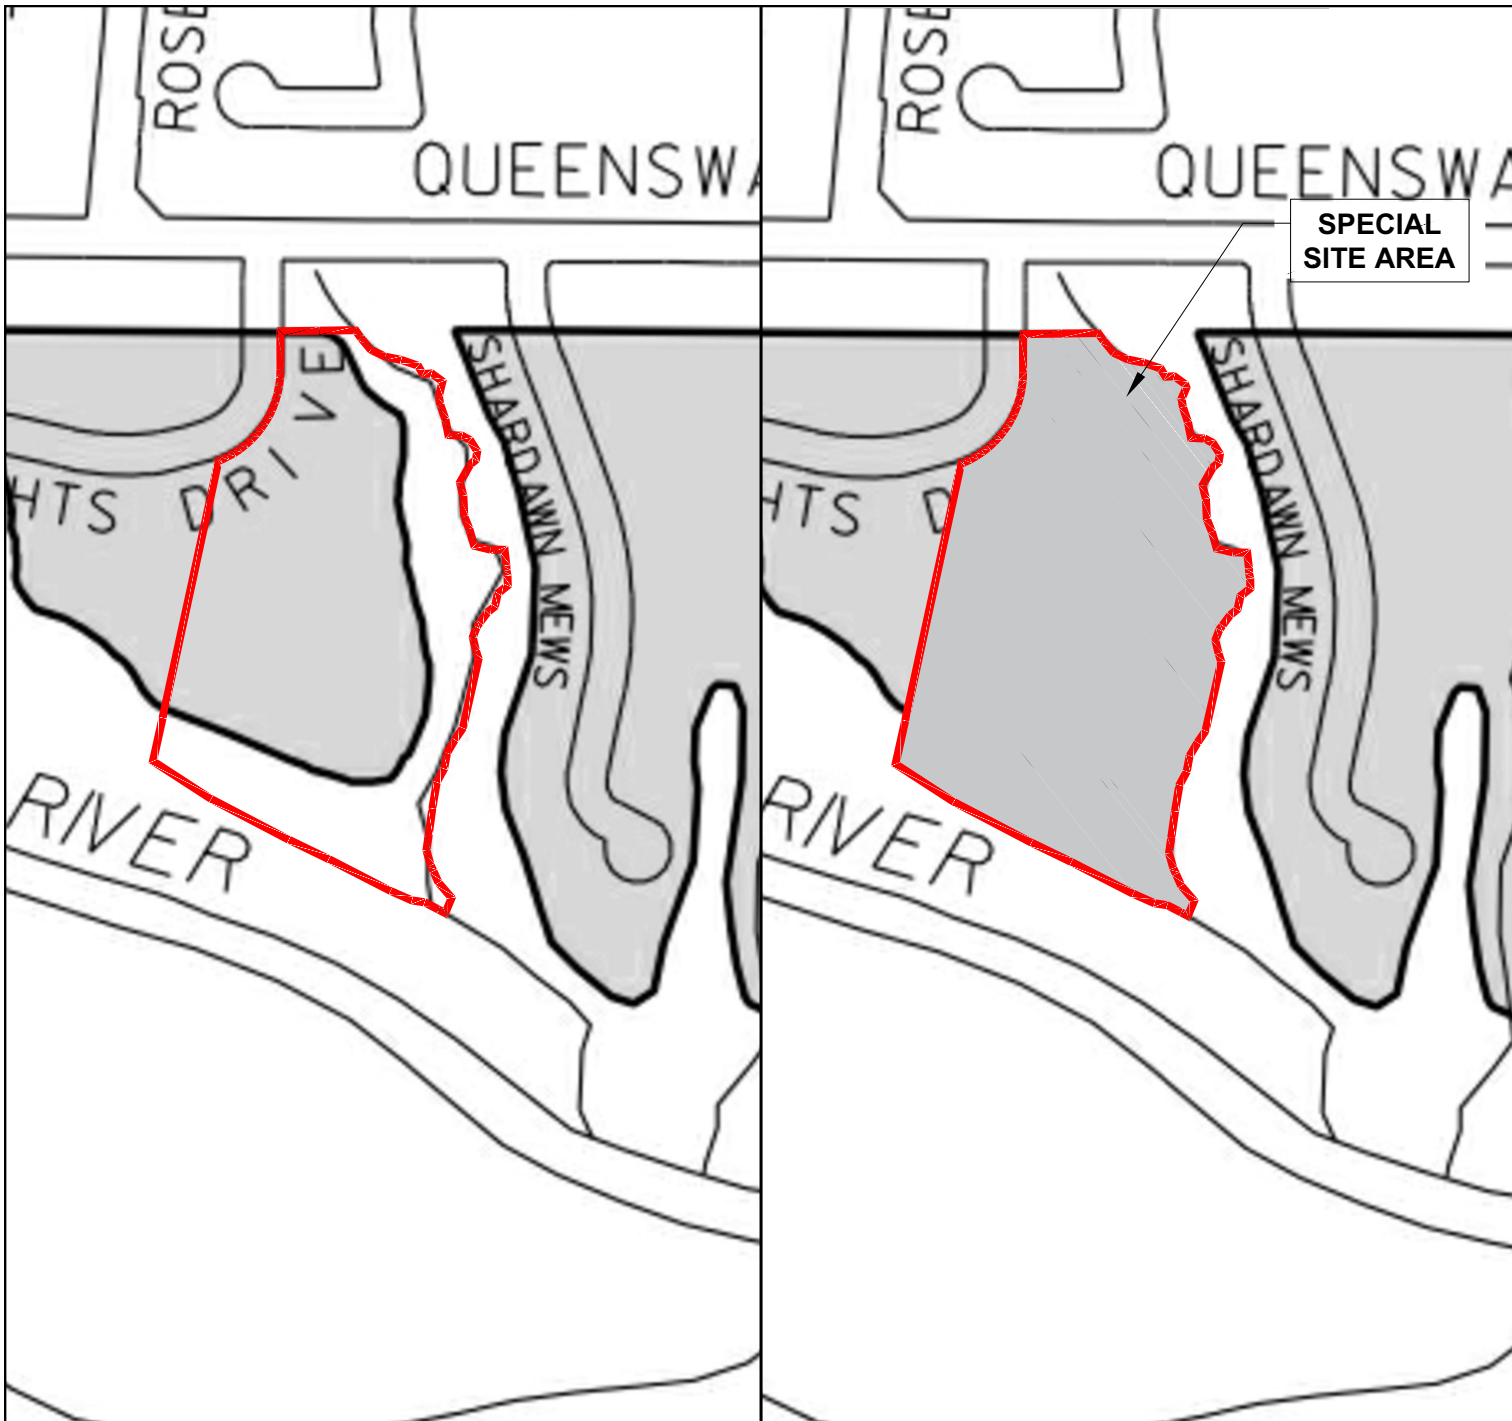 ROSE
QUEENSWA
SHARDAWN MEWS
HTS DRIVE
RIVER
ROSE
QUEENSWA
SPECIAL
SITE AREA
SHARDAWN MEWS
HTS D
RIVER